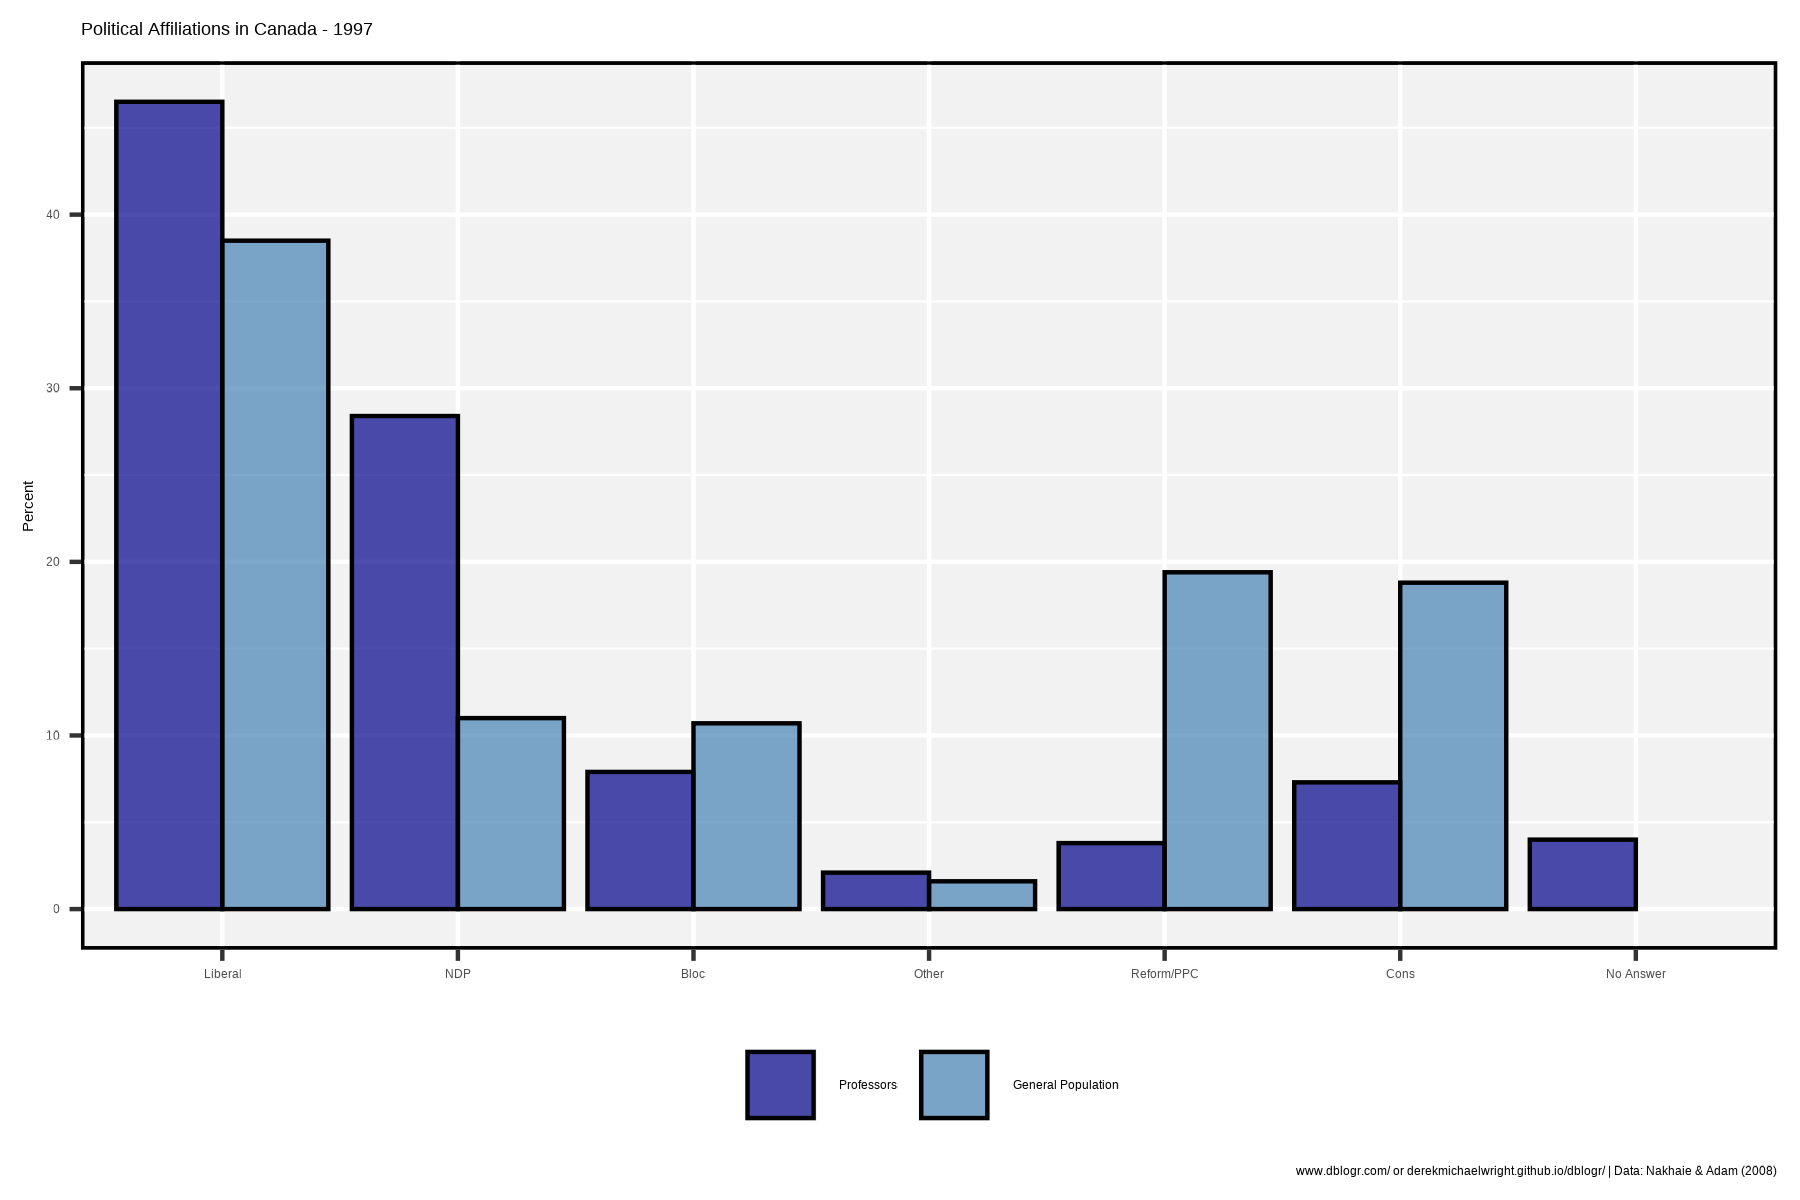 Political Affiliations in Canada - 1997
Percent
40
30
20
10
0
Liberal
NDP
Bloc
Other
Reform/PPC
Cons
No Answer
Professors
General Population
www.dblogr.com/ or derekmichaelwright.github.io/dblogr/ | Data: Nakhaie & Adam (2008)